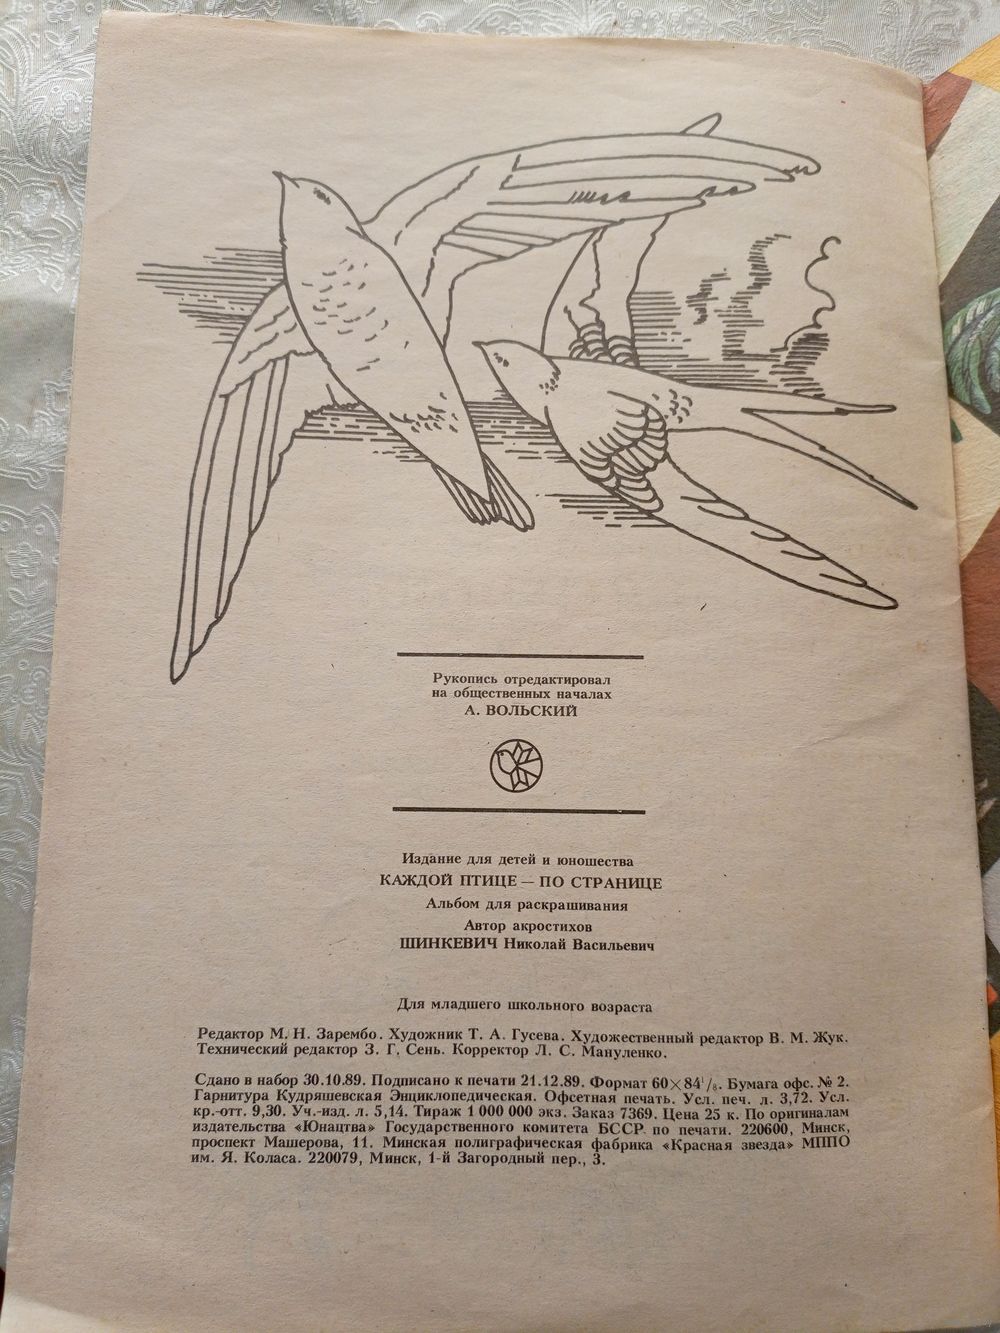 Рукопись отредактировал
на общественных началах
А. ВОЛЬСКИЙ
Издание для детей и юношества
КАЖДОЙ ПТИЦЕ — ПО СТРАНИЦЕ
Альбом для раскрашивания
Автор акростихов
ШИНКЕВИЧ Николай Васильевич
Для младшего школьного возраста
Редактор М. Н. Зарембо. Художник Т. А. Гусева. Художественный редактор В. М. Жук.
Технический редактор З. Г. Сень. Корректор Л. С. Мануленко.
Сдано в набор 30.10.89. Подписано к печати 21.12.89. Формат 60×84¹/₈. Бумага офс. № 2.
Гарнитура Кудряшевская Энциклопедическая. Офсетная печать. Усл. печ. л. 3,72. Усл.
кр.-отт. 9,30. Уч.-изд. л. 5,14. Тираж 1 000 000 экз. Заказ 7369. Цена 25 к. По оригиналам
издательства «Юнацтва» Государственного комитета БССР по печати. 220600, Минск,
проспект Машерова, 11. Минская полиграфическая фабрика «Красная звезда» МППО
им. Я. Коласа. 220079, Минск, 1-й Загородный пер., 3.